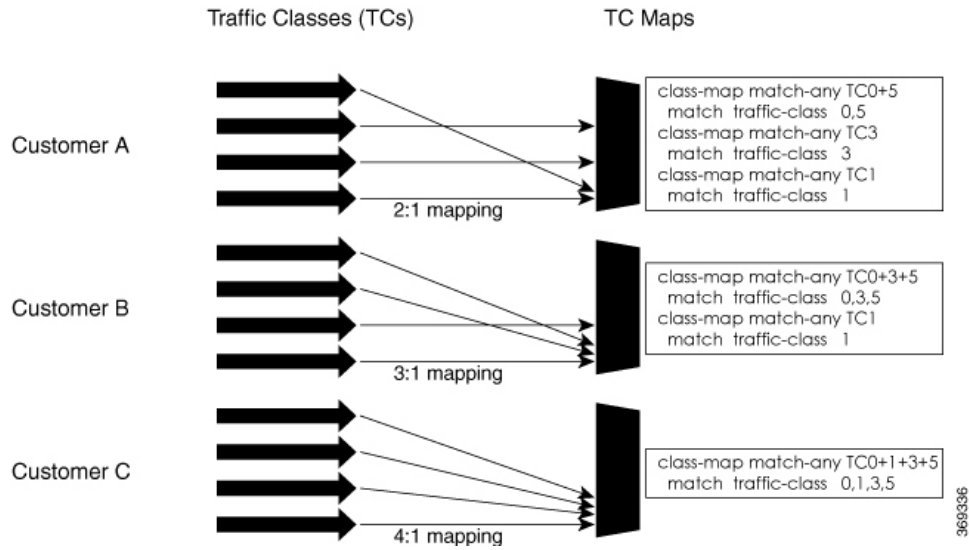 Traffic Classes (TCs)
TC Maps
Customer A
2:1 mapping
class-map match-any TC0+5
match traffic-class 0,5
class-map match-any TC3
match traffic-class 3
class-map match-any TC1
match traffic-class 1
Customer B
3:1 mapping
class-map match-any TC0+3+5
match traffic-class 0,3,5
class-map match-any TC1
match traffic-class 1
Customer C
4:1 mapping
class-map match-any TC0+1+3+5
match traffic-class 0,1,3,5
369336